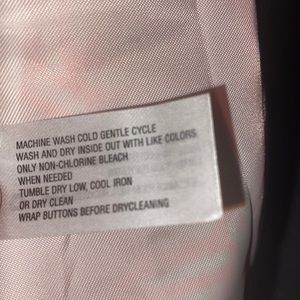 MACHINE WASH COLD GENTLE CYCLE
WASH AND DRY INSIDE OUT WITH LIKE COLORS
ONLY NON-CHLORINE BLEACH
WHEN NEEDED
TUMBLE DRY LOW, COOL IRON
OR DRY CLEAN
WRAP BUTTONS BEFORE DRYCLEANING